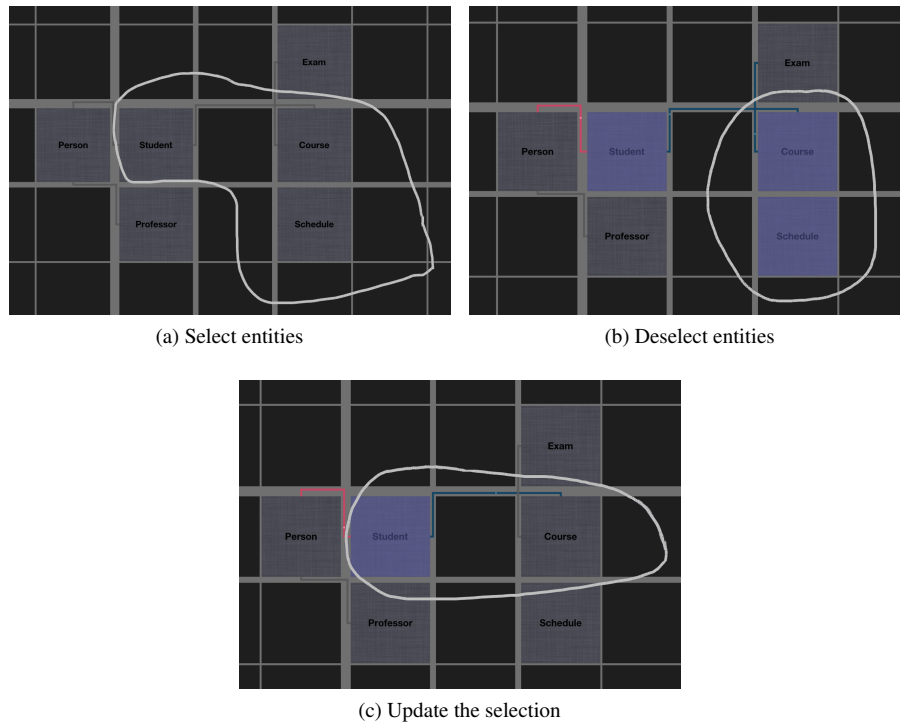 Exam
Person
Student
Course
Professor
Schedule
(a) Select entities
Exam
Person
Student
Course
Professor
Schedule
(b) Deselect entities
Exam
Person
Student
Course
Professor
Schedule
(c) Update the selection